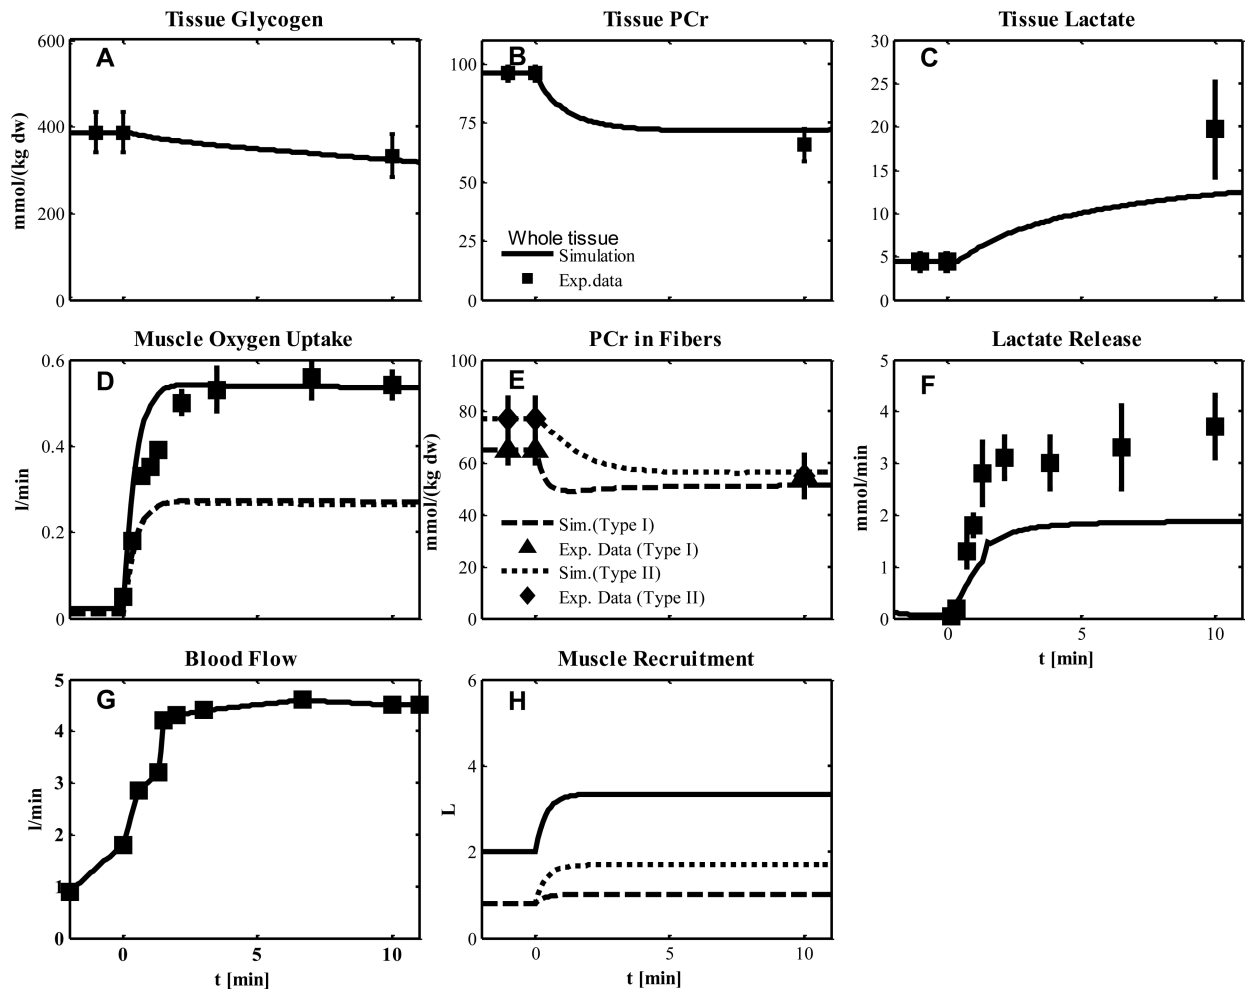 Tissue Glycogen
A
600
400
200
0
mmol/(kg dw)
Tissue PCr
B
100
75
50
25
0
Whole tissue
Simulation
Exp.data
Tissue Lactate
C
30
25
20
15
10
5
0
Muscle Oxygen Uptake
D
0.6
0.4
0.2
0
l/min
PCr in Fibers
E
100
80
60
40
20
0
mmol/(kg dw)
Sim.(Type I)
Exp. Data (Type I)
Sim.(Type II)
Exp. Data (Type II)
Lactate Release
F
5
4
3
2
1
0
mmol/min
0 5 10
t [min]
Blood Flow
G
5
4
3
2
1
0
l/min
0 5 10
t [min]
Muscle Recruitment
H
6
4
2
0
L
0 5 10
t [min]